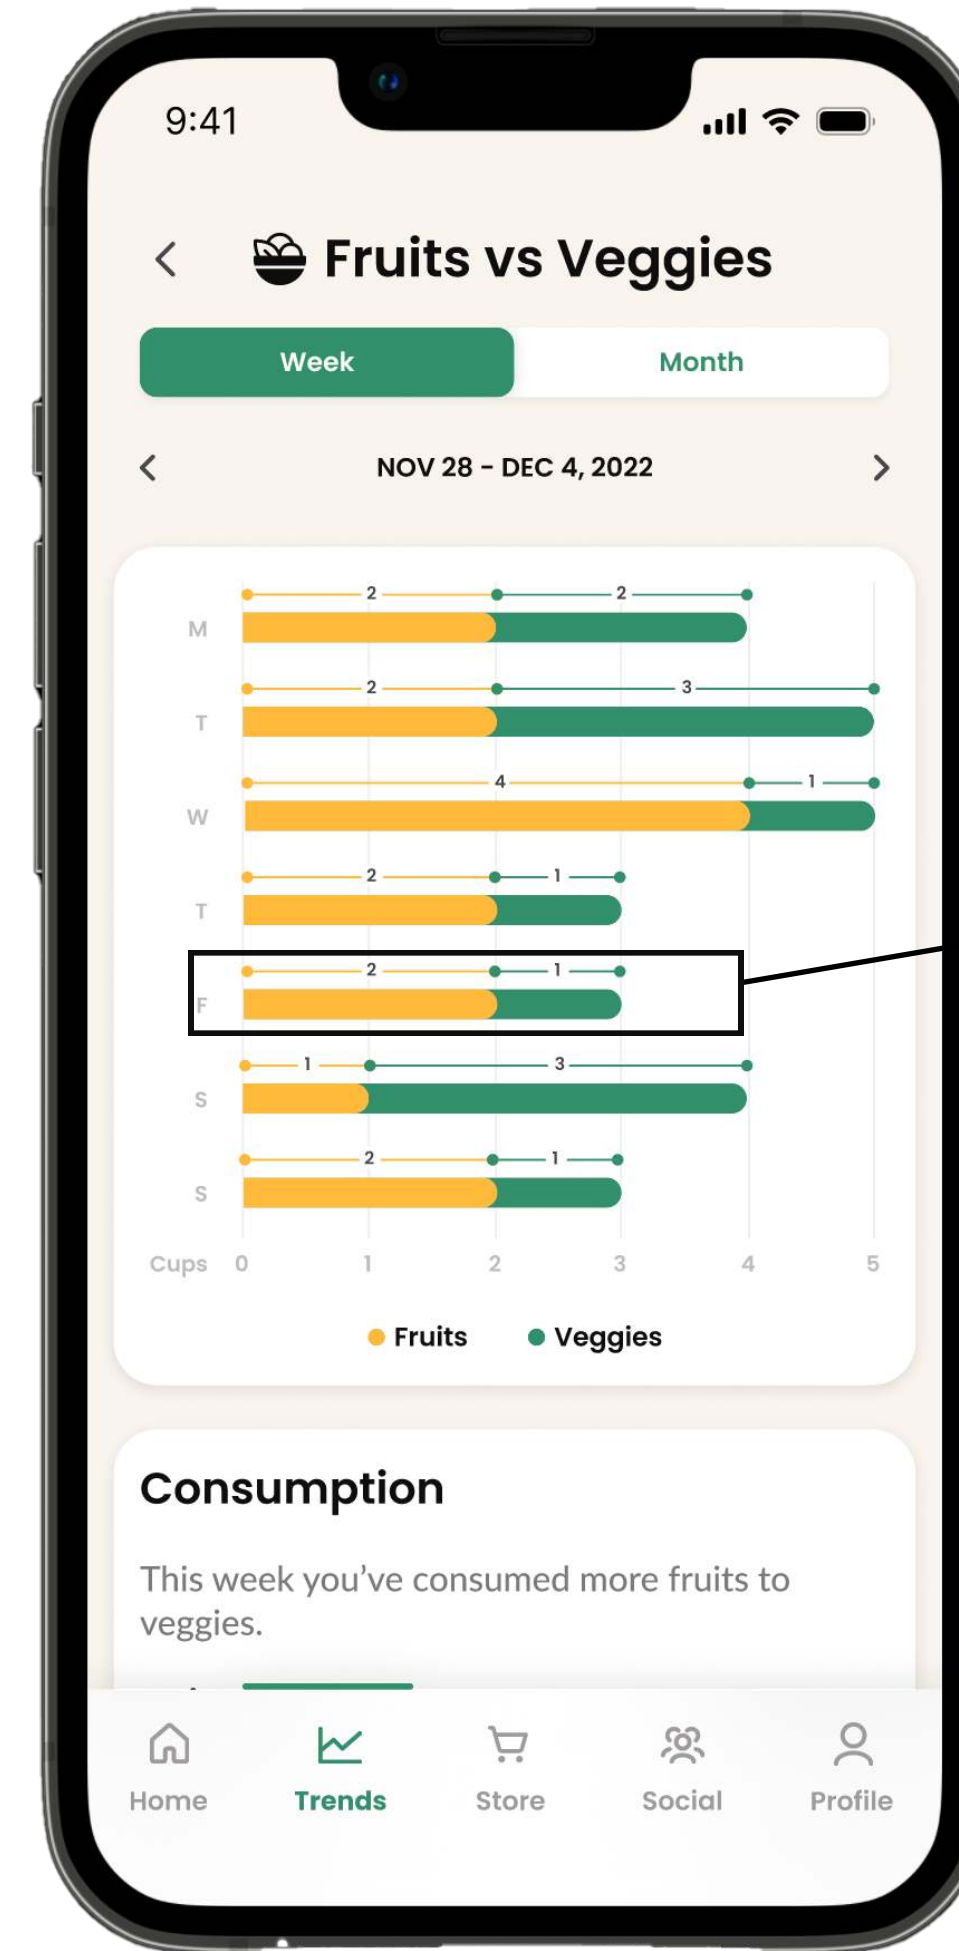 9:41
Fruits vs Veggies
Week Month
NOV 28 - DEC 4, 2022
2 2
M
2 3
T
4 1
W
2 1
T
2 1
F
1 3
S
2 1
S
Cups 0 1 2 3 4 5
Fruits Veggies
Consumption
This week you've consumed more fruits to
veggies.
Home Trends Store Social Profile